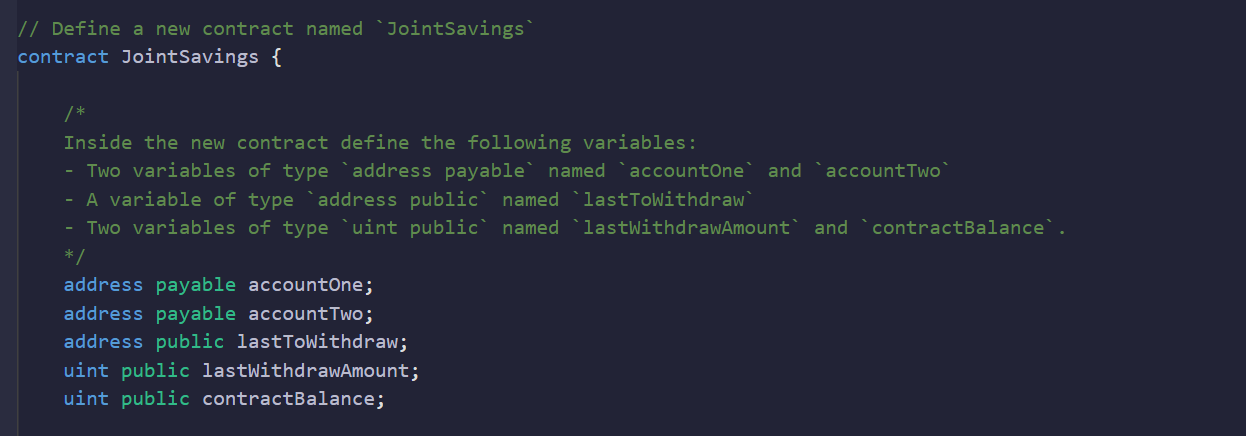 // Define a new contract named `JointSavings`
contract JointSavings {
/*
Inside the new contract define the following variables:
- Two variables of type `address payable` named `accountOne` and `accountTwo`
- A variable of type `address public` named `lastToWithdraw`
- Two variables of type `uint public` named `lastWithdrawAmount` and `contractBalance`.
*/
address payable accountOne;
address payable accountTwo;
address public lastToWithdraw;
uint public lastWithdrawAmount;
uint public contractBalance;